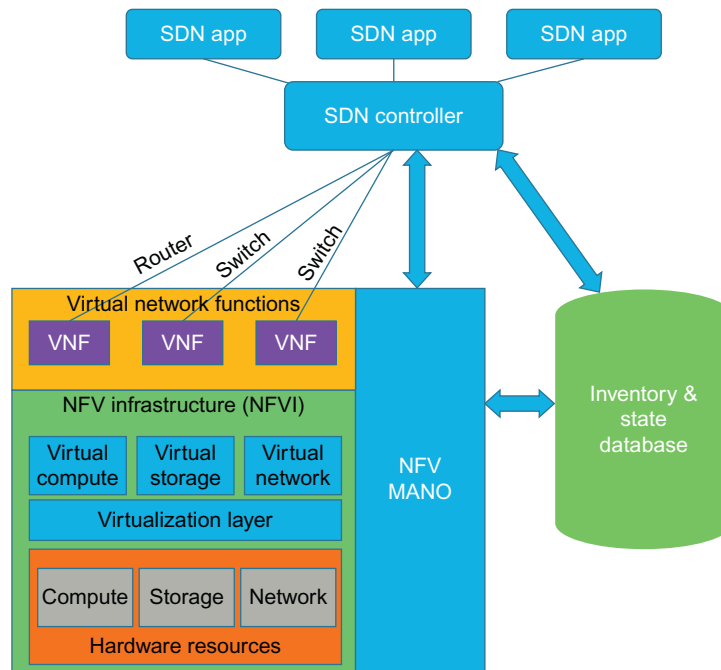 SDN app
SDN app
SDN app
SDN controller
Router
Switch
Switch
Virtual network functions
VNF
VNF
VNF
NFV infrastructure (NFVI)
Virtual
compute
Virtual
storage
Virtual
network
Virtualization layer
Compute
Storage
Network
Hardware resources
NFV
MANO
Inventory &
state
database